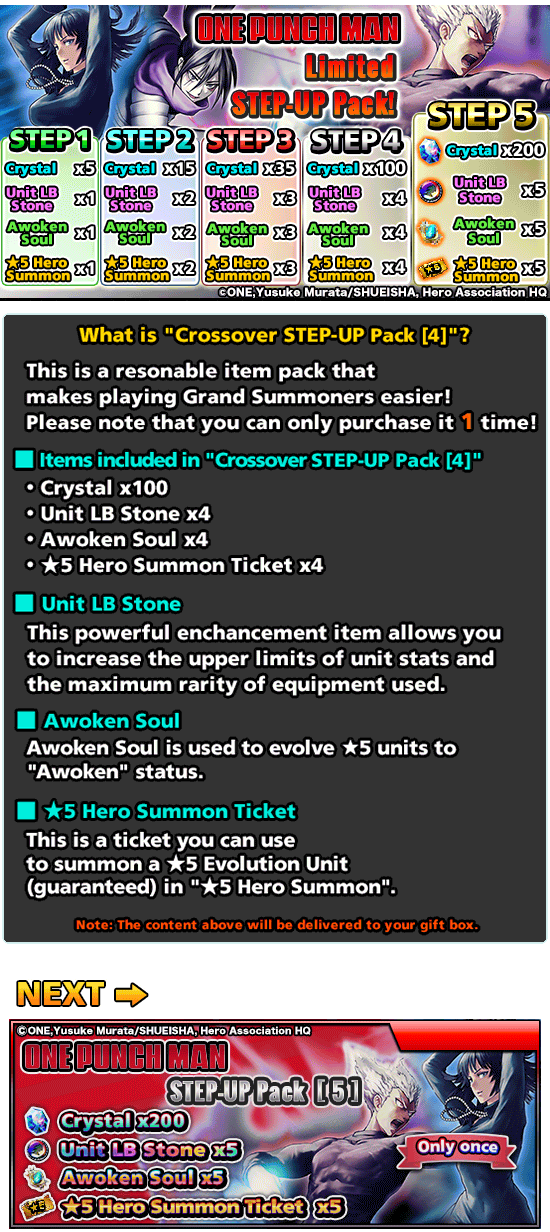 ONE PUNCH MAN
Limited
STEP-UP Pack!
STEP 1
Crystal x5
Unit LB Stone x1
Awoken Soul x1
★5 Hero Summon x1
STEP 2
Crystal x15
Unit LB Stone x2
Awoken Soul x2
★5 Hero Summon x2
STEP 3
Crystal x35
Unit LB Stone x3
Awoken Soul x3
★5 Hero Summon x3
STEP 4
Crystal x100
Unit LB Stone x4
Awoken Soul x4
★5 Hero Summon x4
STEP 5
Crystal x200
Unit LB Stone x5
Awoken Soul x5
★5 Hero Summon x5
©ONE,Yusuke Murata/SHUEISHA, Hero Association HQ
What is "Crossover STEP-UP Pack [4]"?
This is a resonable item pack that
makes playing Grand Summoners easier!
Please note that you can only purchase it 1 time!
■ Items included in "Crossover STEP-UP Pack [4]"
・Crystal x100
・Unit LB Stone x4
・Awoken Soul x4
・★5 Hero Summon Ticket x4
■ Unit LB Stone
This powerful enchancement item allows you
to increase the upper limits of unit stats and
the maximum rarity of equipment used.
■ Awoken Soul
Awoken Soul is used to evolve ★5 units to
"Awoken" status.
■ ★5 Hero Summon Ticket
This is a ticket you can use
to summon a ★5 Evolution Unit
(guaranteed) in "★5 Hero Summon".
Note: The content above will be delivered to your gift box.
NEXT ➡
©ONE,Yusuke Murata/SHUEISHA, Hero Association HQ
ONE PUNCH MAN
STEP-UP Pack [5]
Crystal x200
Unit LB Stone x5
Awoken Soul x5
★5 Hero Summon Ticket x5
Only once